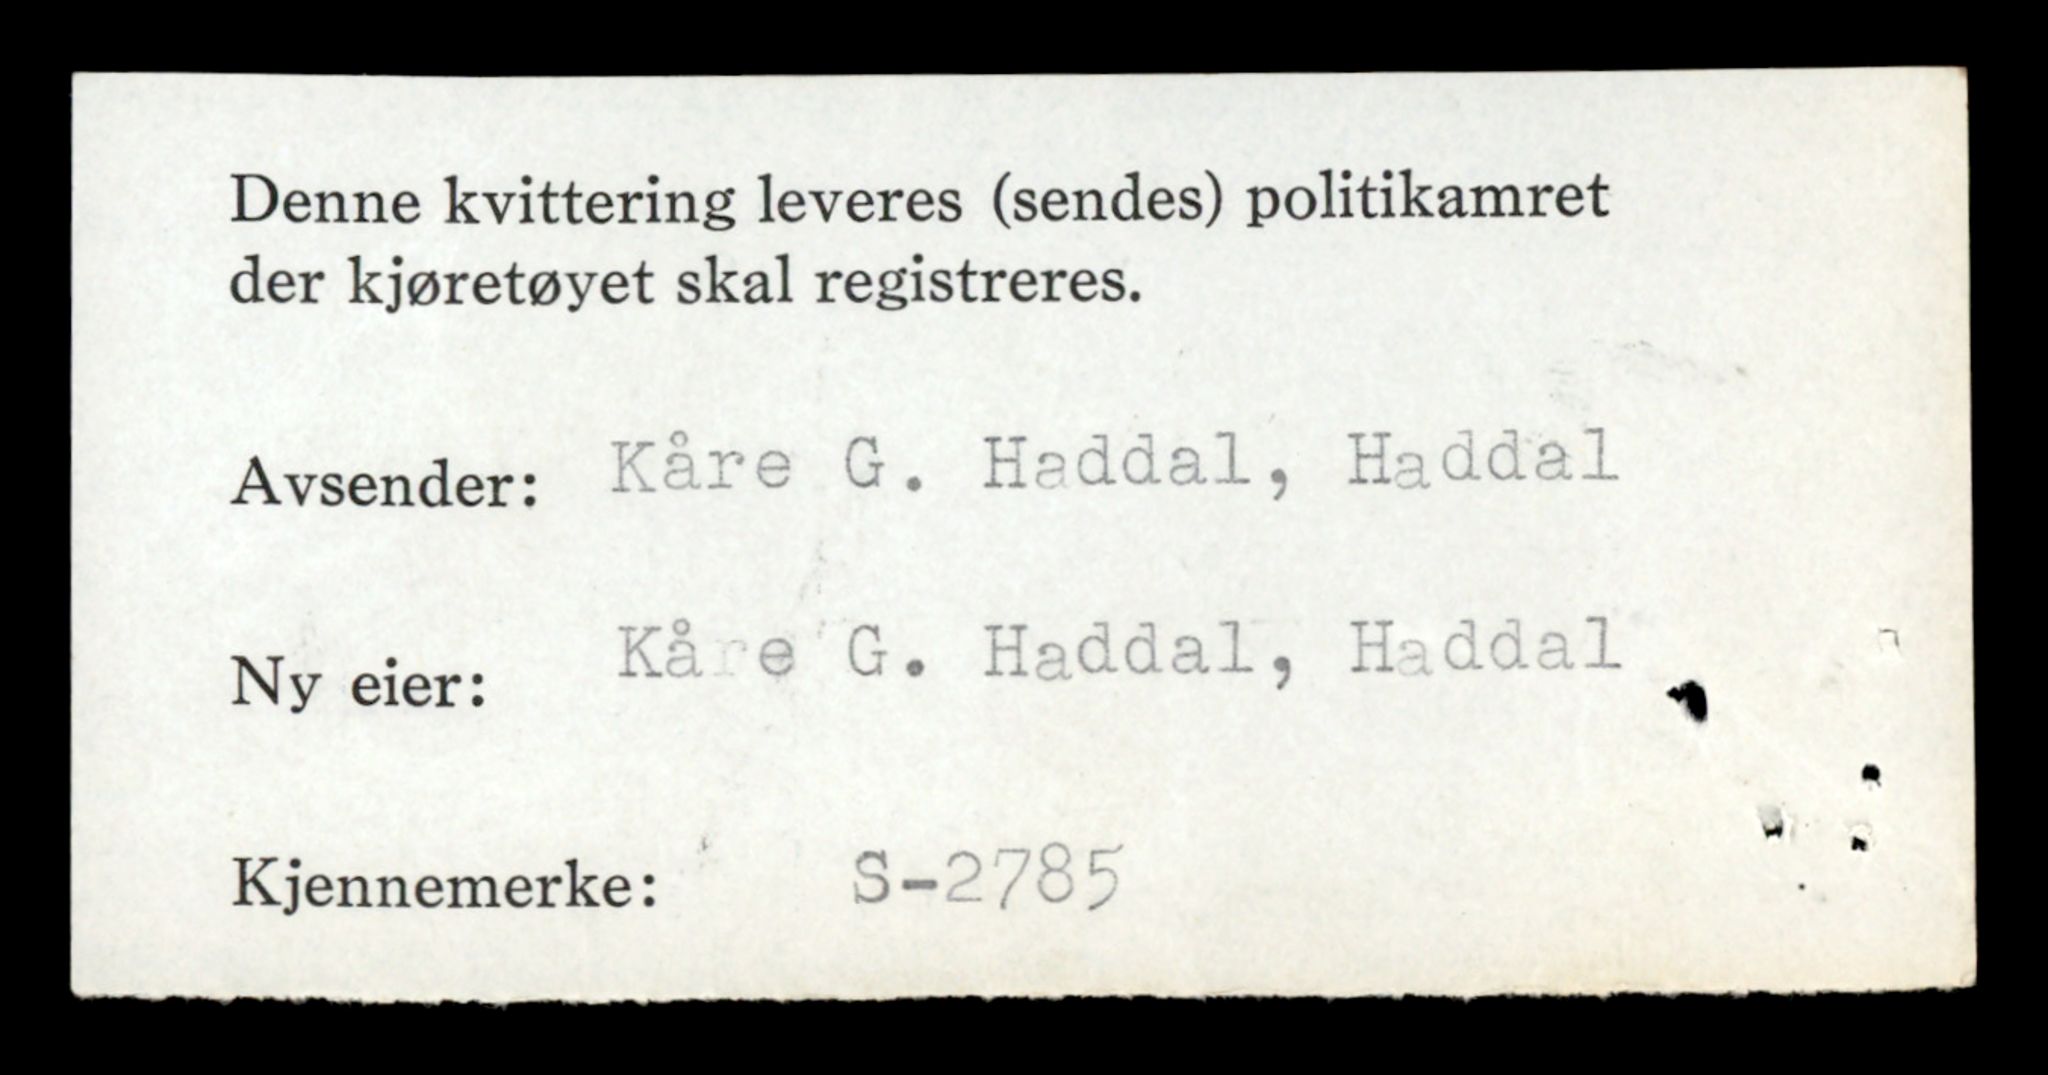 Denne kvittering leveres (sendes) politikamret
der kjøretøyet skal registreres.
Avsender: Kåre G. Haddal, Haddal
Ny eier: Kåre G. Haddal, Haddal
Kjennemerke: S-2785